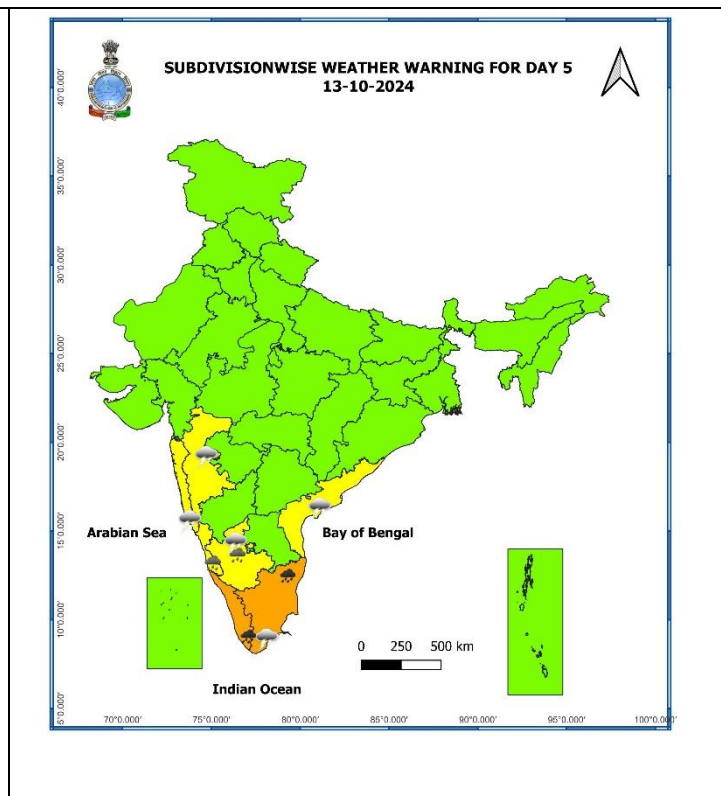 SUBDIVISIONWISE WEATHER WARNING FOR DAY 5
13-10-2024
40°0.000'
35°0.000'
30°0.000'
25°0.000'
20°0.000'
15°0.000'
10°0.000'
5°0.000'
Arabian Sea
Bay of Bengal
0 250 500 km
Indian Ocean
70°0.000' 75°0.000' 80°0.000' 85°0.000' 90°0.000' 95°0.000' 100°0.000'